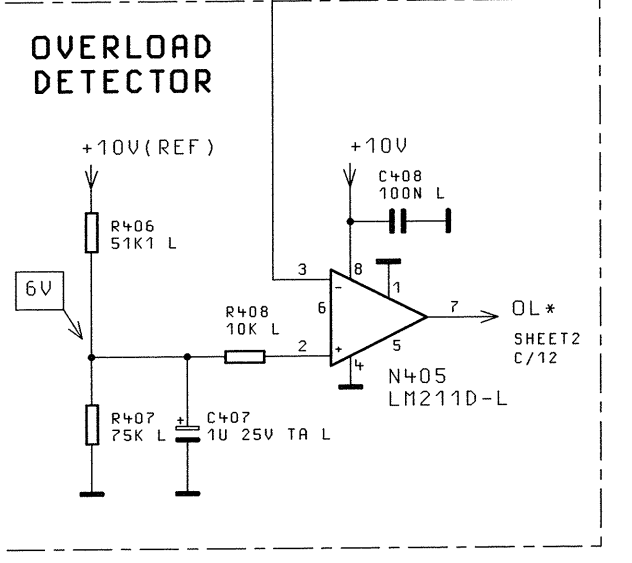 OVERLOAD
DETECTOR
+10V(REF)
+10V
C408
100N L
R406
51K1 L
6V
3
8
-
1
6
R408
10K L
7
OL*
SHEET2
C/12
2
+
5
4
N405
LM211D-L
R407
75K L
+
C407
1U 25V TA L